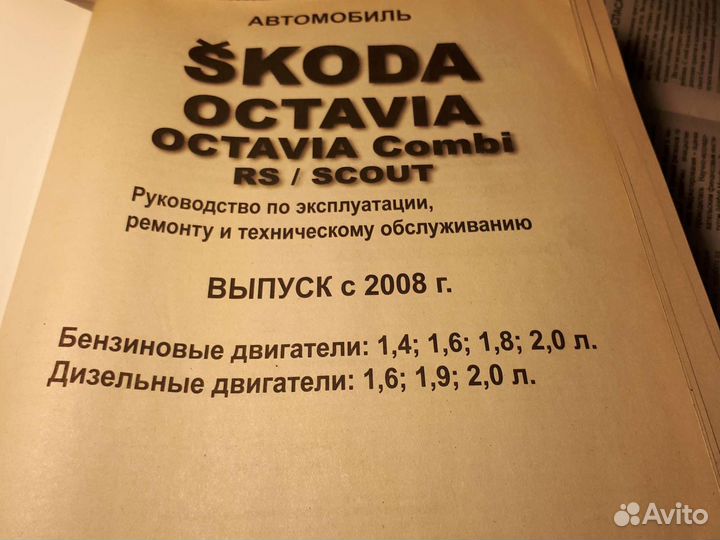 АВТОМОБИЛЬ
ŠKODA
OCTAVIA
OCTAVIA Combi
RS / SCOUT
Руководство по эксплуатации,
ремонту и техническому обслуживанию
ВЫПУСК с 2008 г.
Бензиновые двигатели: 1,4; 1,6; 1,8; 2,0 л.
Дизельные двигатели: 1,6; 1,9; 2,0 л.
Avito